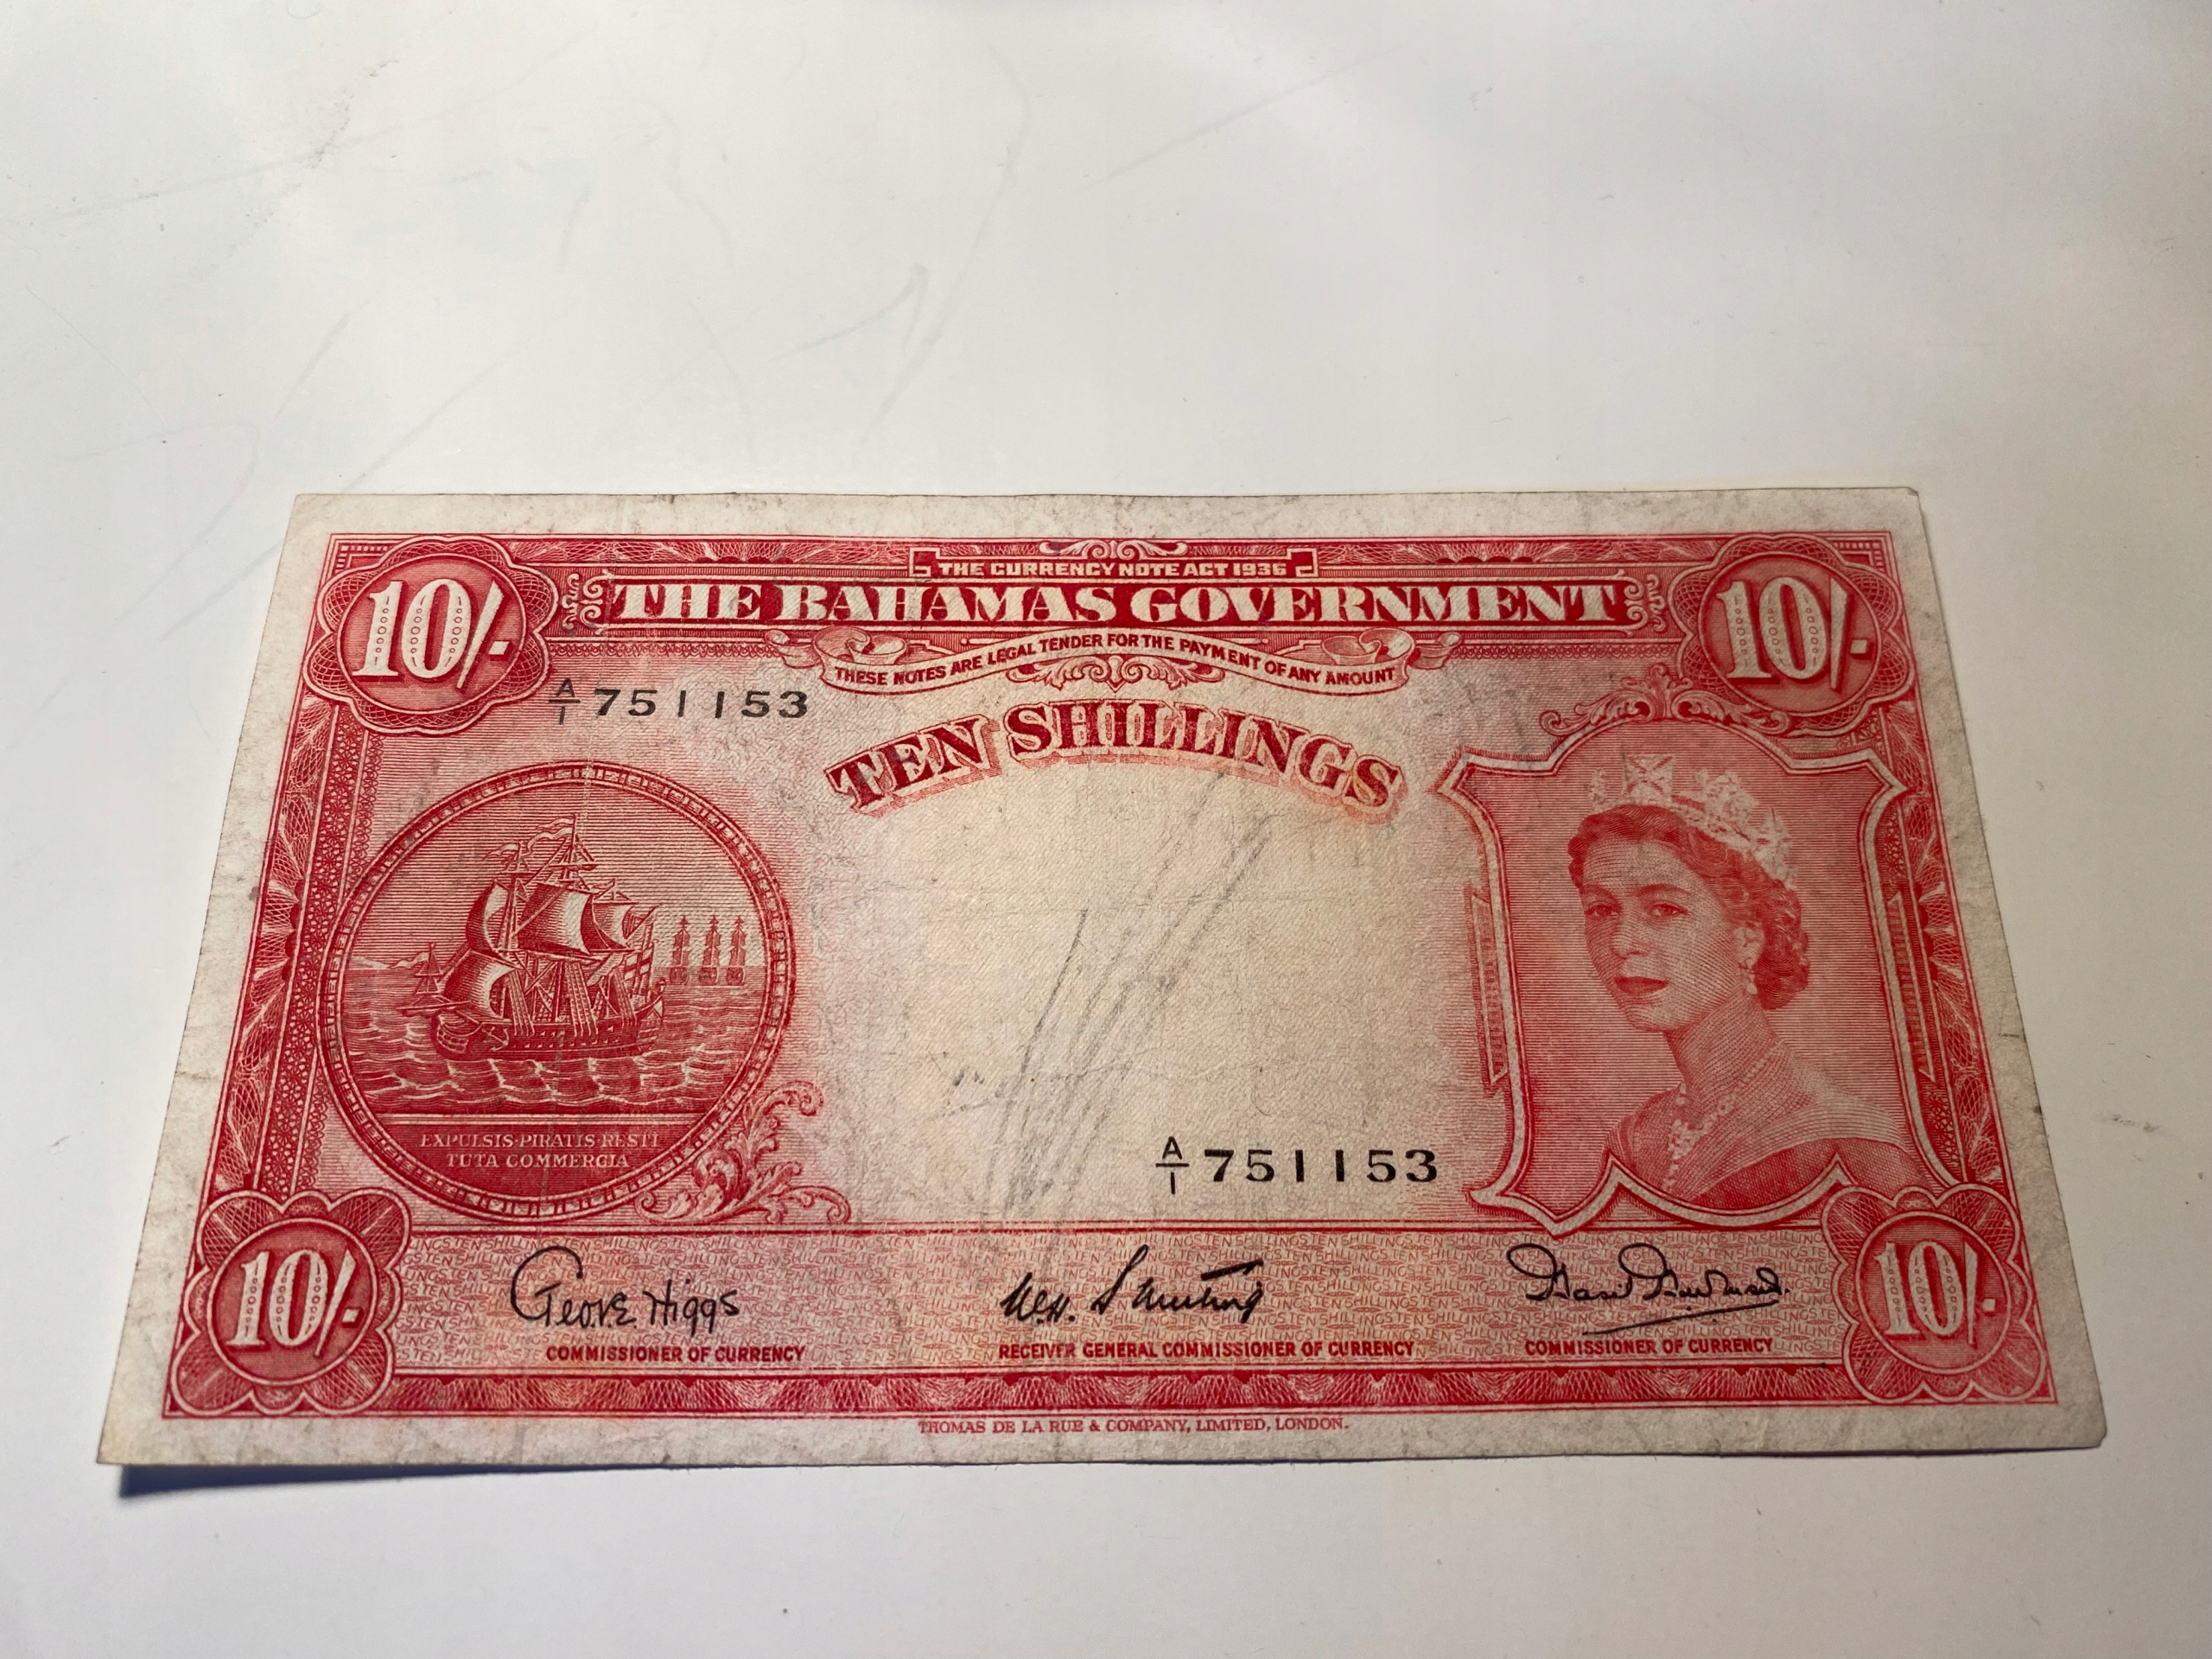 THE CURRENCY NOTE ACT 1936
10/- THE BAHAMAS GOVERNMENT 10/-
THESE NOTES ARE LEGAL TENDER FOR THE PAYMENT OF ANY AMOUNT
A/1 751153
TEN SHILLINGS
EXPULSIS PIRATIS RESTI
TUTA COMMERCIA
A/1 751153
10/- 10/-
Geo. W. E. Higgs
COMMISSIONER OF CURRENCY
RECEIVER GENERAL COMMISSIONER OF CURRENCY
COMMISSIONER OF CURRENCY
THOMAS DE LA RUE & COMPANY, LIMITED, LONDON.